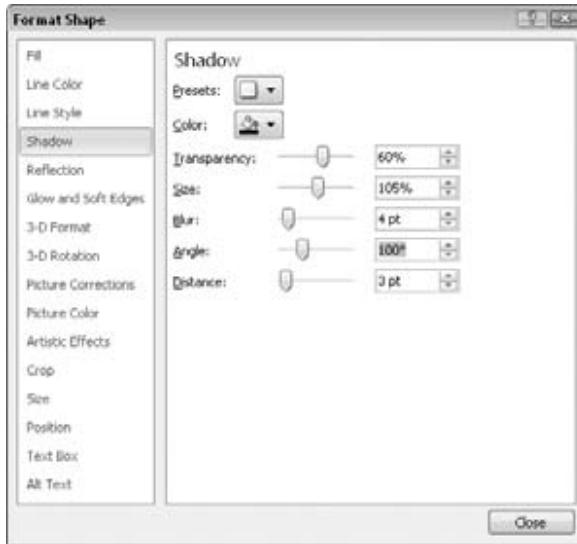 Format Shape
Fill
Line Color
Line Style
Shadow
Reflection
Glow and Soft Edges
3-D Format
3-D Rotation
Picture Corrections
Picture Color
Artistic Effects
Crop
Size
Position
Text Box
Alt Text
Shadow
Presets:
Color:
Transparency: 60%
Size: 105%
Blur: 4 pt
Angle: 100°
Distance: 3 pt
Close